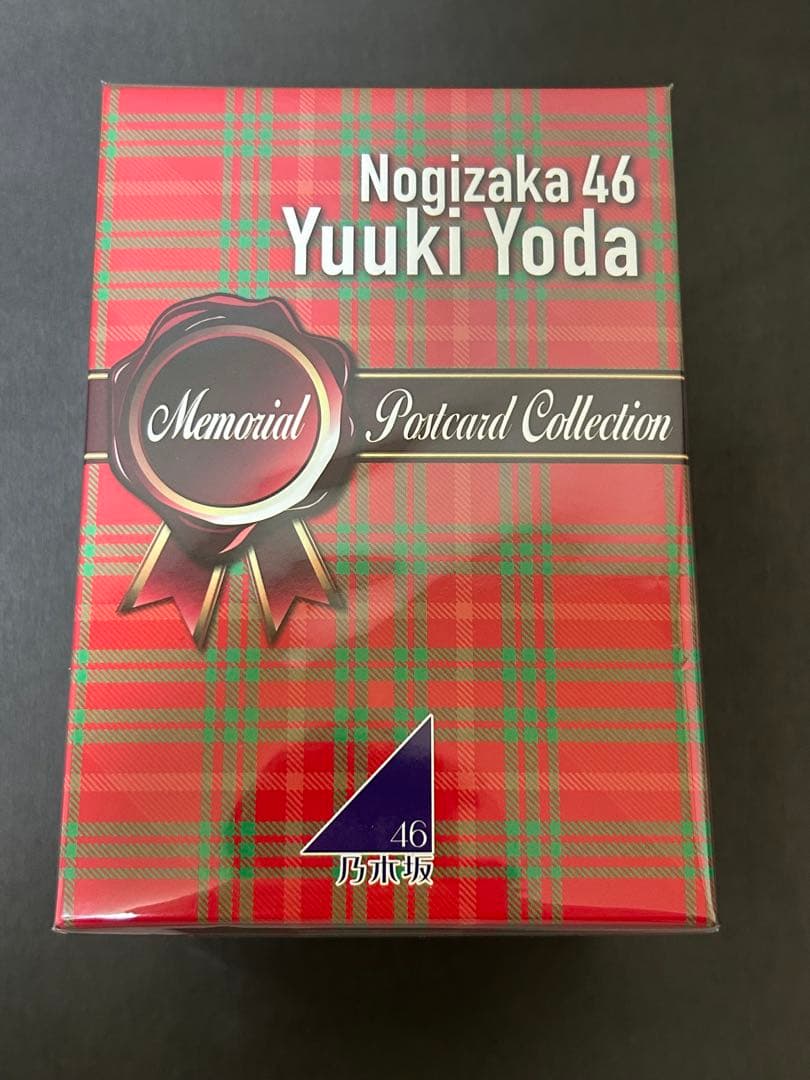 Nogizaka 46
Yuuki Yoda
Memorial Postcard Collection
46
乃木坂